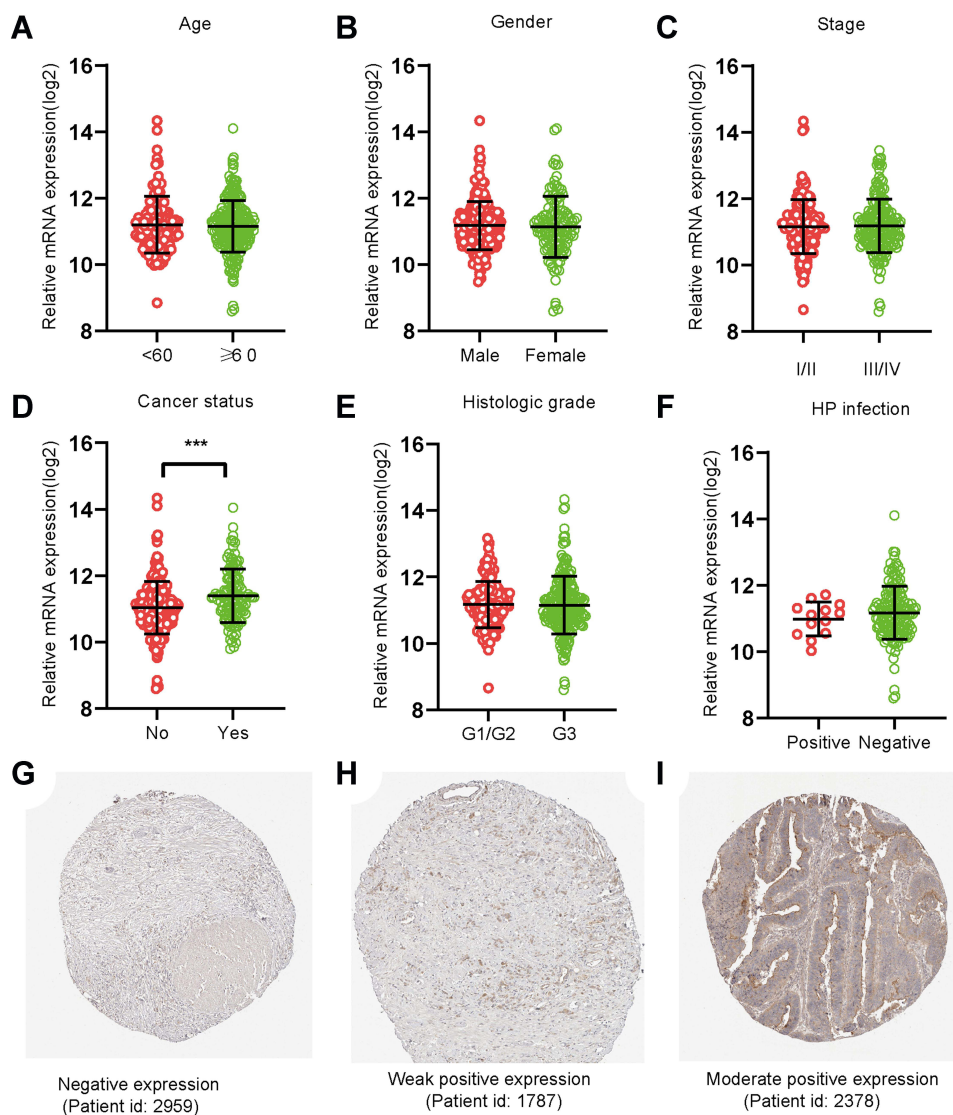 A
Age
Relative mRNA expression(log2)
16
14
12
10
8
<60
≥6 0
B
Gender
Relative mRNA expression(log2)
16
14
12
10
8
Male
Female
C
Stage
Relative mRNA expression(log2)
16
14
12
10
8
I/II
III/IV
D
Cancer status
Relative mRNA expression(log2)
16
14
12
10
8
***
No
Yes
E
Histologic grade
Relative mRNA expression(log2)
16
14
12
10
8
G1/G2
G3
F
HP infection
Relative mRNA expression(log2)
16
14
12
10
8
Positive
Negative
G
Negative expression
(Patient id: 2959)
H
Weak positive expression
(Patient id: 1787)
I
Moderate positive expression
(Patient id: 2378)